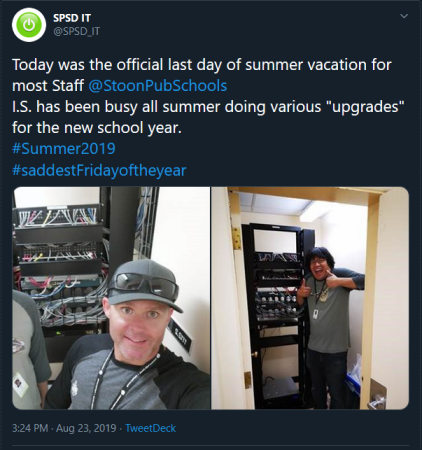 SPSD IT
@SPSD_IT
Today was the official last day of summer vacation for
most Staff @StoonPubSchools
I.S. has been busy all summer doing various "upgrades"
for the new school year.
#Summer2019
#saddestFridayoftheyear
3:24 PM · Aug 23, 2019 · TweetDeck